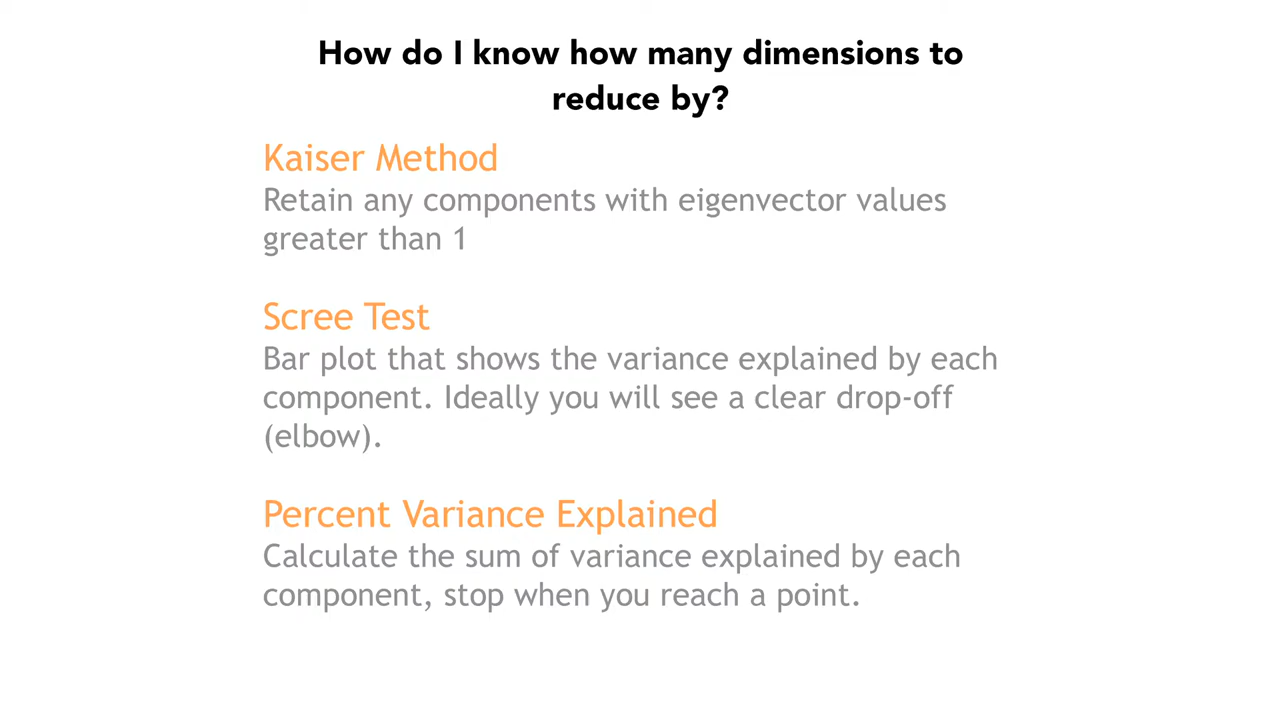 How do I know how many dimensions to
reduce by?
Kaiser Method
Retain any components with eigenvector values
greater than 1
Scree Test
Bar plot that shows the variance explained by each
component. Ideally you will see a clear drop-off
(elbow).
Percent Variance Explained
Calculate the sum of variance explained by each
component, stop when you reach a point.